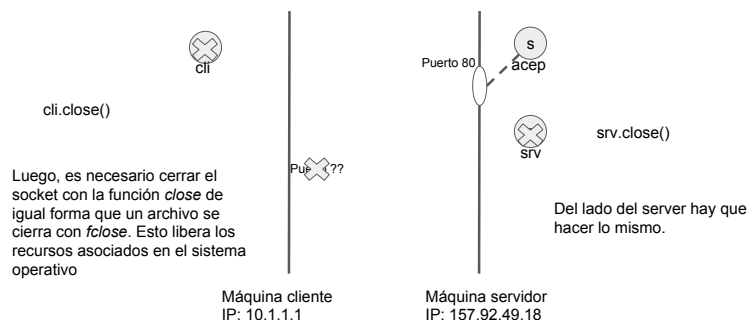 s
cli
Puerto 80
acep
cli.close()
srv.close()
srv
??
Luego, es necesario cerrar el
socket con la función close de
igual forma que un archivo se
cierra con fclose. Esto libera los
recursos asociados en el sistema
operativo
Del lado del server hay que
hacer lo mismo.
Máquina cliente
IP: 10.1.1.1
Máquina servidor
IP: 157.92.49.18